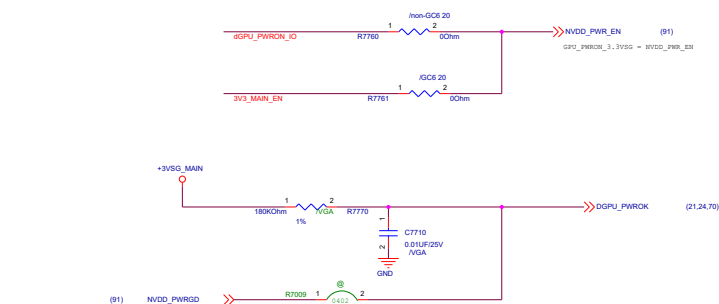 /non-GC6 20
1 2
dGPU_PWRON_IO R7760 0Ohm NVDD_PWR_EN (91)
GPU_PWRON_3.3VSG = NVDD_PWR_EN
/GC6 20
1 2
3V3_MAIN_EN R7761 0Ohm
+3VSG_MAIN
1 2
180KOhm /VGA R7770 DGPU_PWROK (21,24,70)
1%
1
C7710
0.01UF/25V
2
/VGA
GND
@
(91) NVDD_PWRGD R7009 1 2
0402